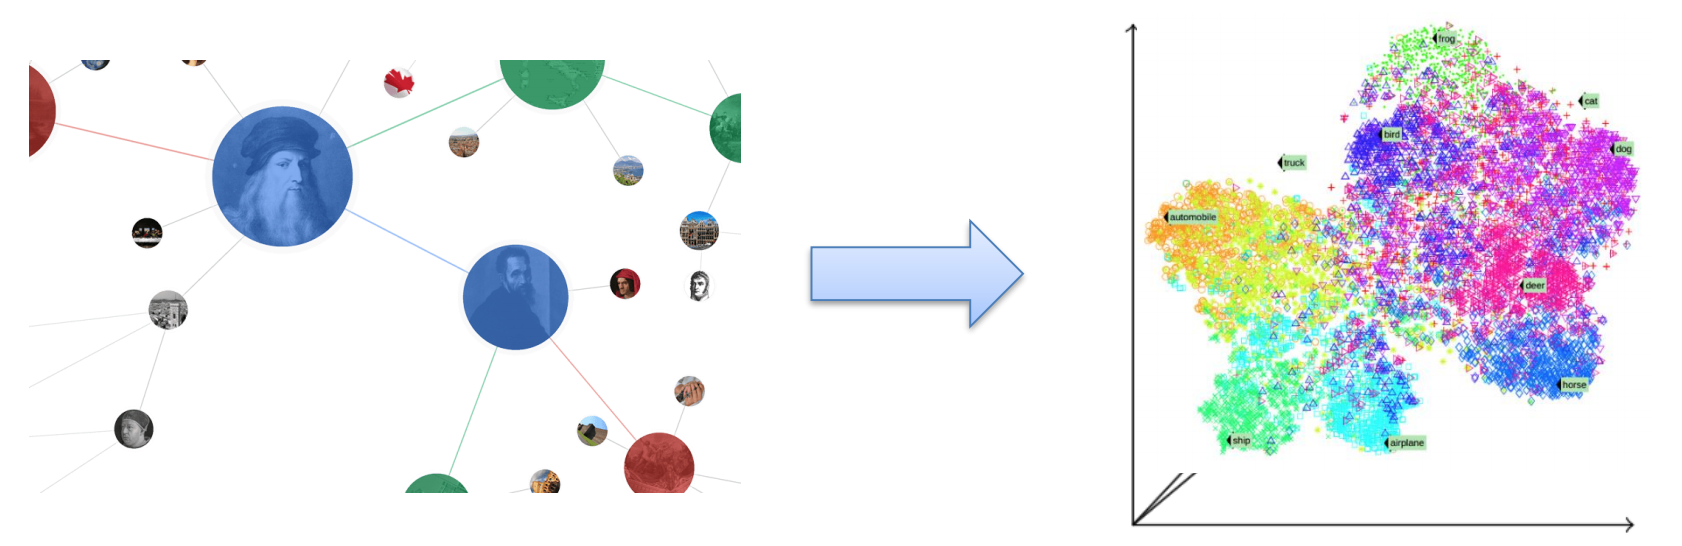 frog
cat
bird
dog
truck
automobile
deer
horse
ship
airplane